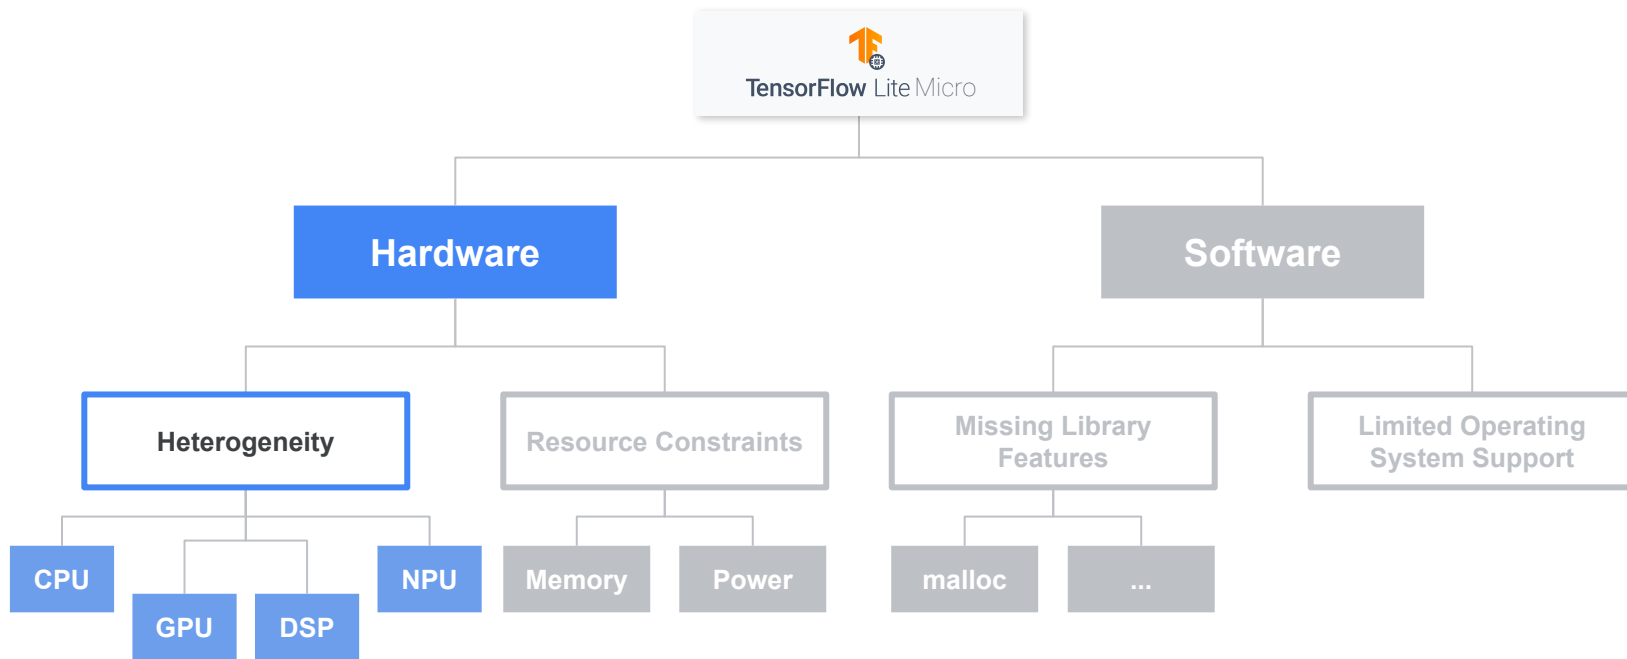 TensorFlow Lite Micro
Hardware
Software
Heterogeneity
Resource Constraints
Missing Library
Features
Limited Operating
System Support
CPU
GPU
DSP
NPU
Memory
Power
malloc
...